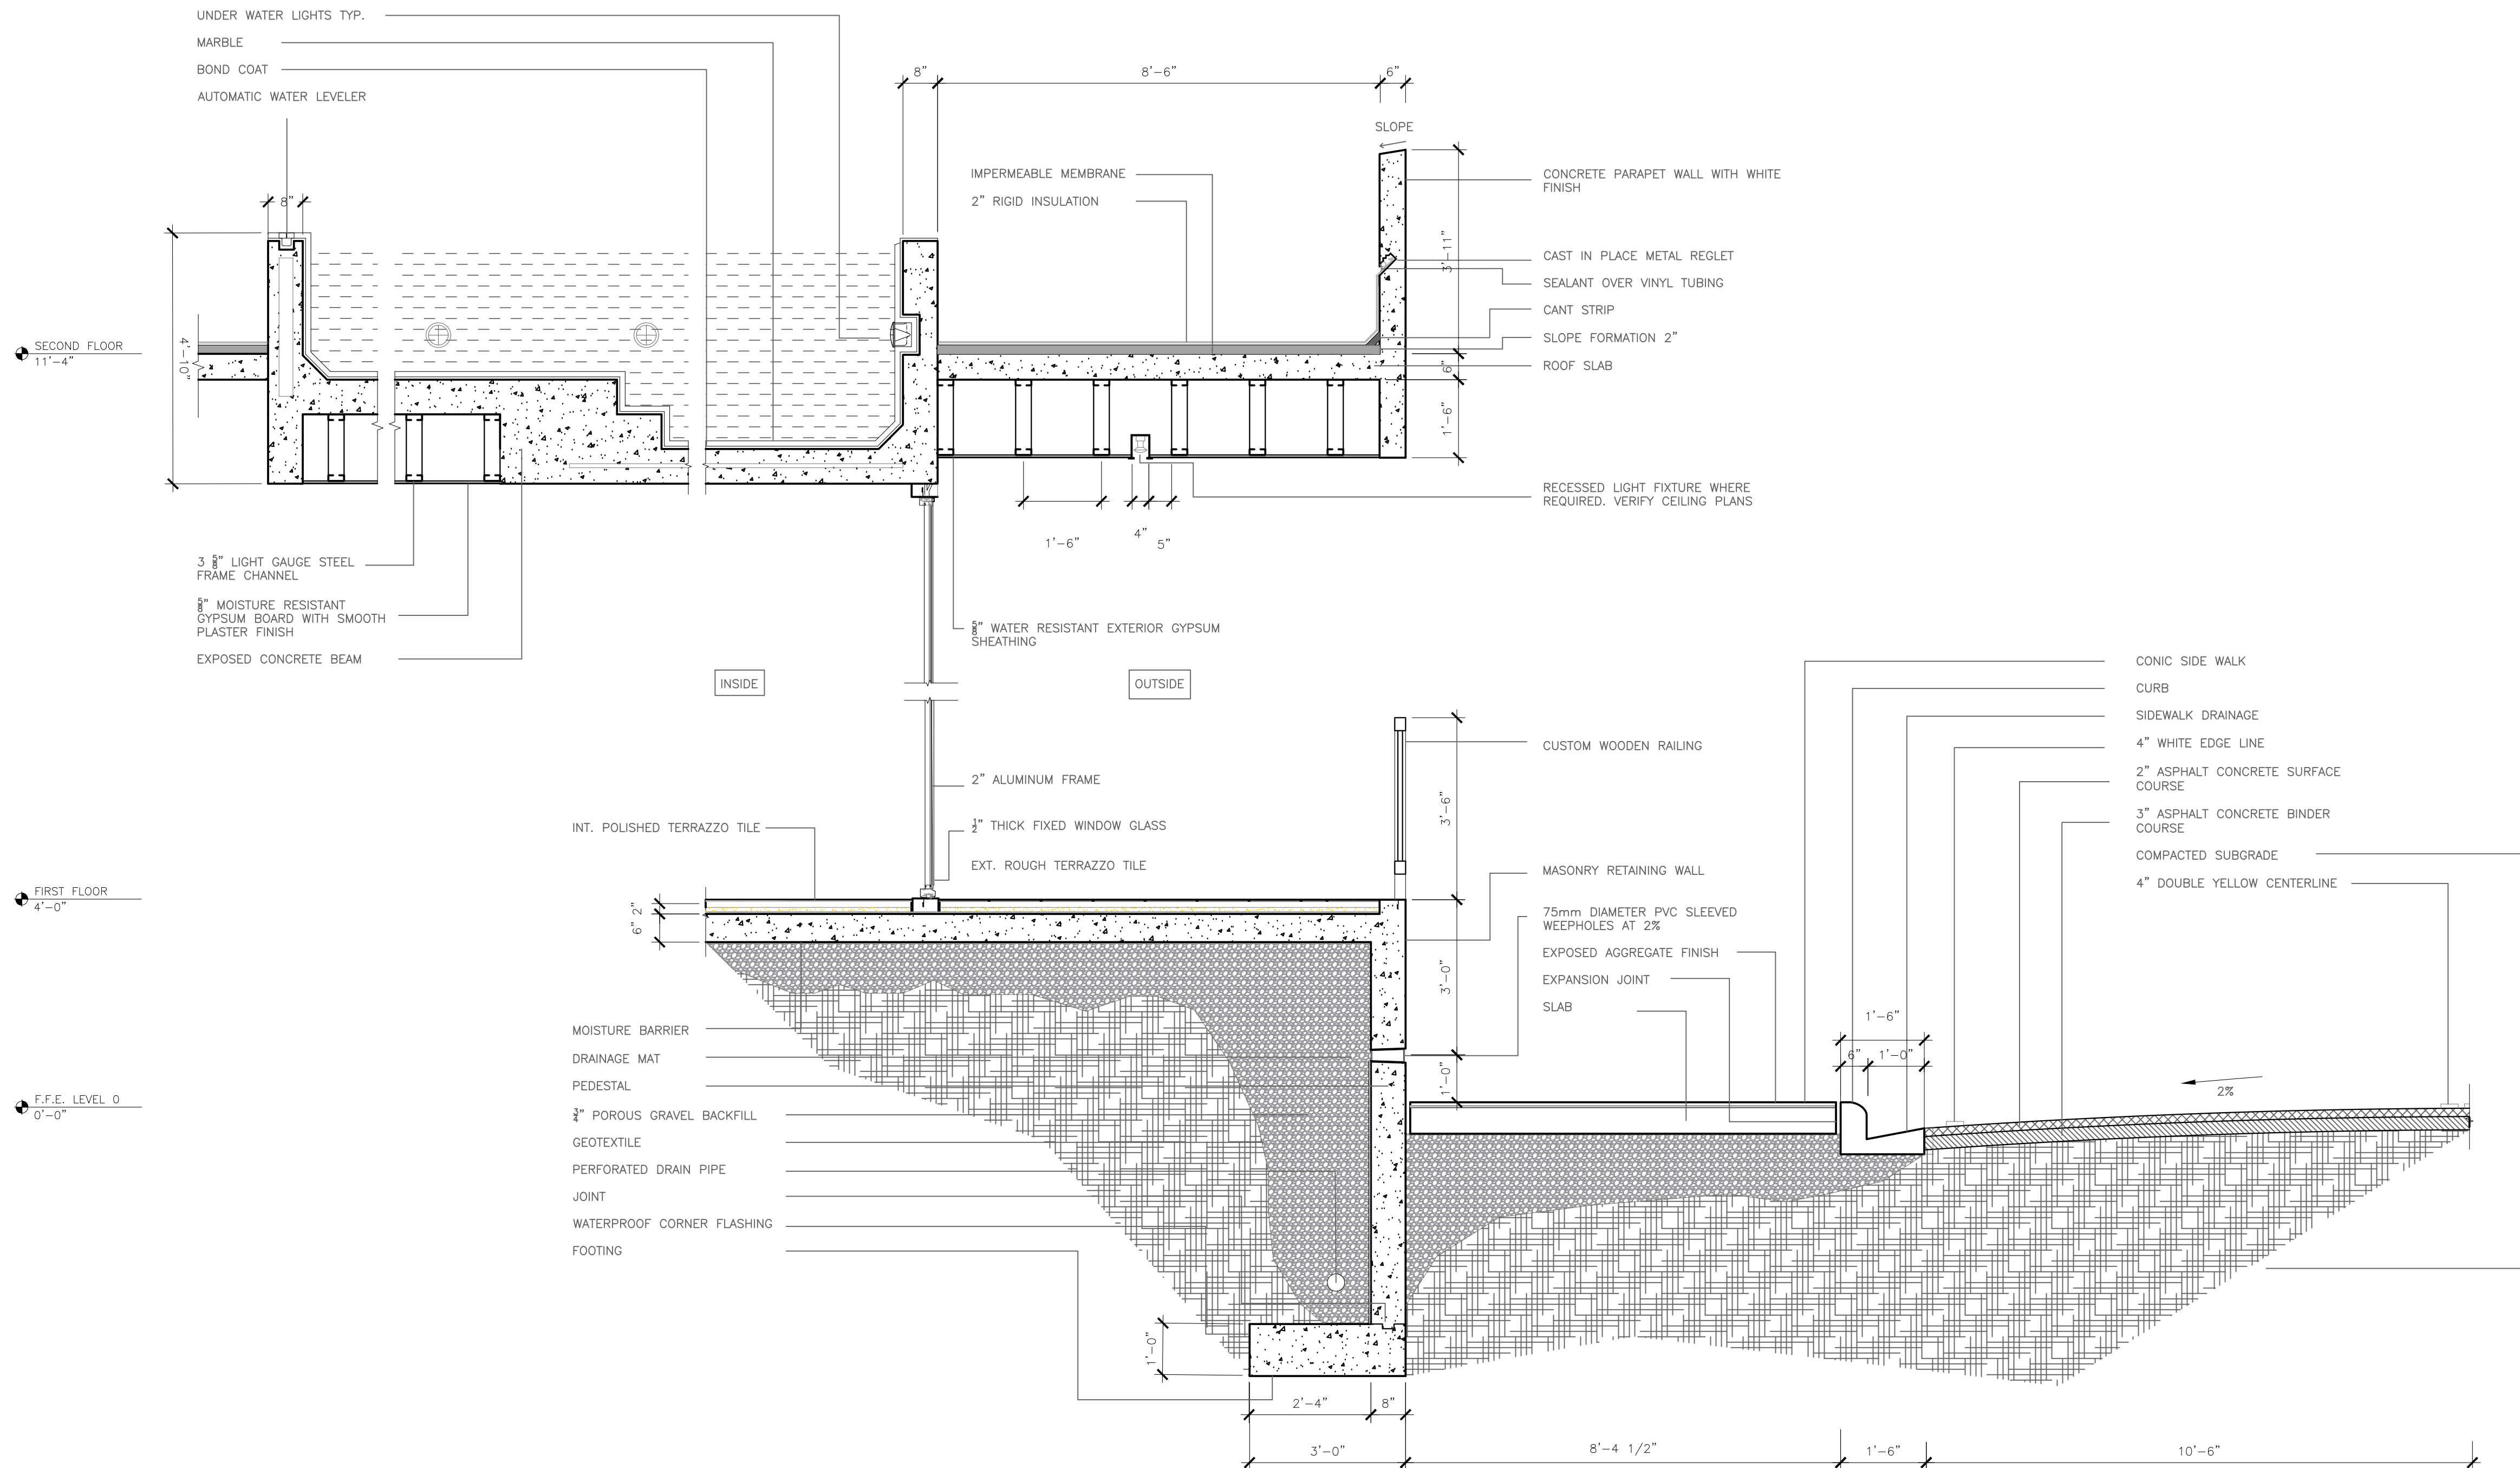 UNDER WATER LIGHTS TYP.
MARBLE
BOND COAT
AUTOMATIC WATER LEVELER
8"
8'-6"
6"
SLOPE
8"
4'-0"
3'-11"
6"
1'-6"
IMPERMEABLE MEMBRANE
2" RIGID INSULATION
CONCRETE PARAPET WALL WITH WHITE
FINISH
CAST IN PLACE METAL REGLET
SEALANT OVER VINYL TUBING
CANT STRIP
SLOPE FORMATION 2"
ROOF SLAB
SECOND FLOOR
11'-4"
RECESSED LIGHT FIXTURE WHERE
REQUIRED. VERIFY CEILING PLANS
1'-6"
4"
5"
3 5/8" LIGHT GAUGE STEEL
FRAME CHANNEL
5/8" MOISTURE RESISTANT
GYPSUM BOARD WITH SMOOTH
PLASTER FINISH
EXPOSED CONCRETE BEAM
5/8" WATER RESISTANT EXTERIOR GYPSUM
SHEATHING
INSIDE
OUTSIDE
2" ALUMINUM FRAME
1/2" THICK FIXED WINDOW GLASS
EXT. ROUGH TERRAZZO TILE
INT. POLISHED TERRAZZO TILE
CUSTOM WOODEN RAILING
3'-6"
MASONRY RETAINING WALL
75mm DIAMETER PVC SLEEVED
WEEPHOLES AT 2%
EXPOSED AGGREGATE FINISH
EXPANSION JOINT
SLAB
CONIC SIDE WALK
CURB
SIDEWALK DRAINAGE
4" WHITE EDGE LINE
2" ASPHALT CONCRETE SURFACE
COURSE
3" ASPHALT CONCRETE BINDER
COURSE
COMPACTED SUBGRADE
4" DOUBLE YELLOW CENTERLINE
FIRST FLOOR
4'-0"
6" 2"
3'-0"
1'-0"
1'-6"
6"
1'-0"
2%
F.F.E. LEVEL 0
0'-0"
MOISTURE BARRIER
DRAINAGE MAT
PEDESTAL
3/4" POROUS GRAVEL BACKFILL
GEOTEXTILE
PERFORATED DRAIN PIPE
JOINT
WATERPROOF CORNER FLASHING
FOOTING
1'-0"
2'-4"
8"
3'-0"
8'-4 1/2"
1'-6"
10'-6"